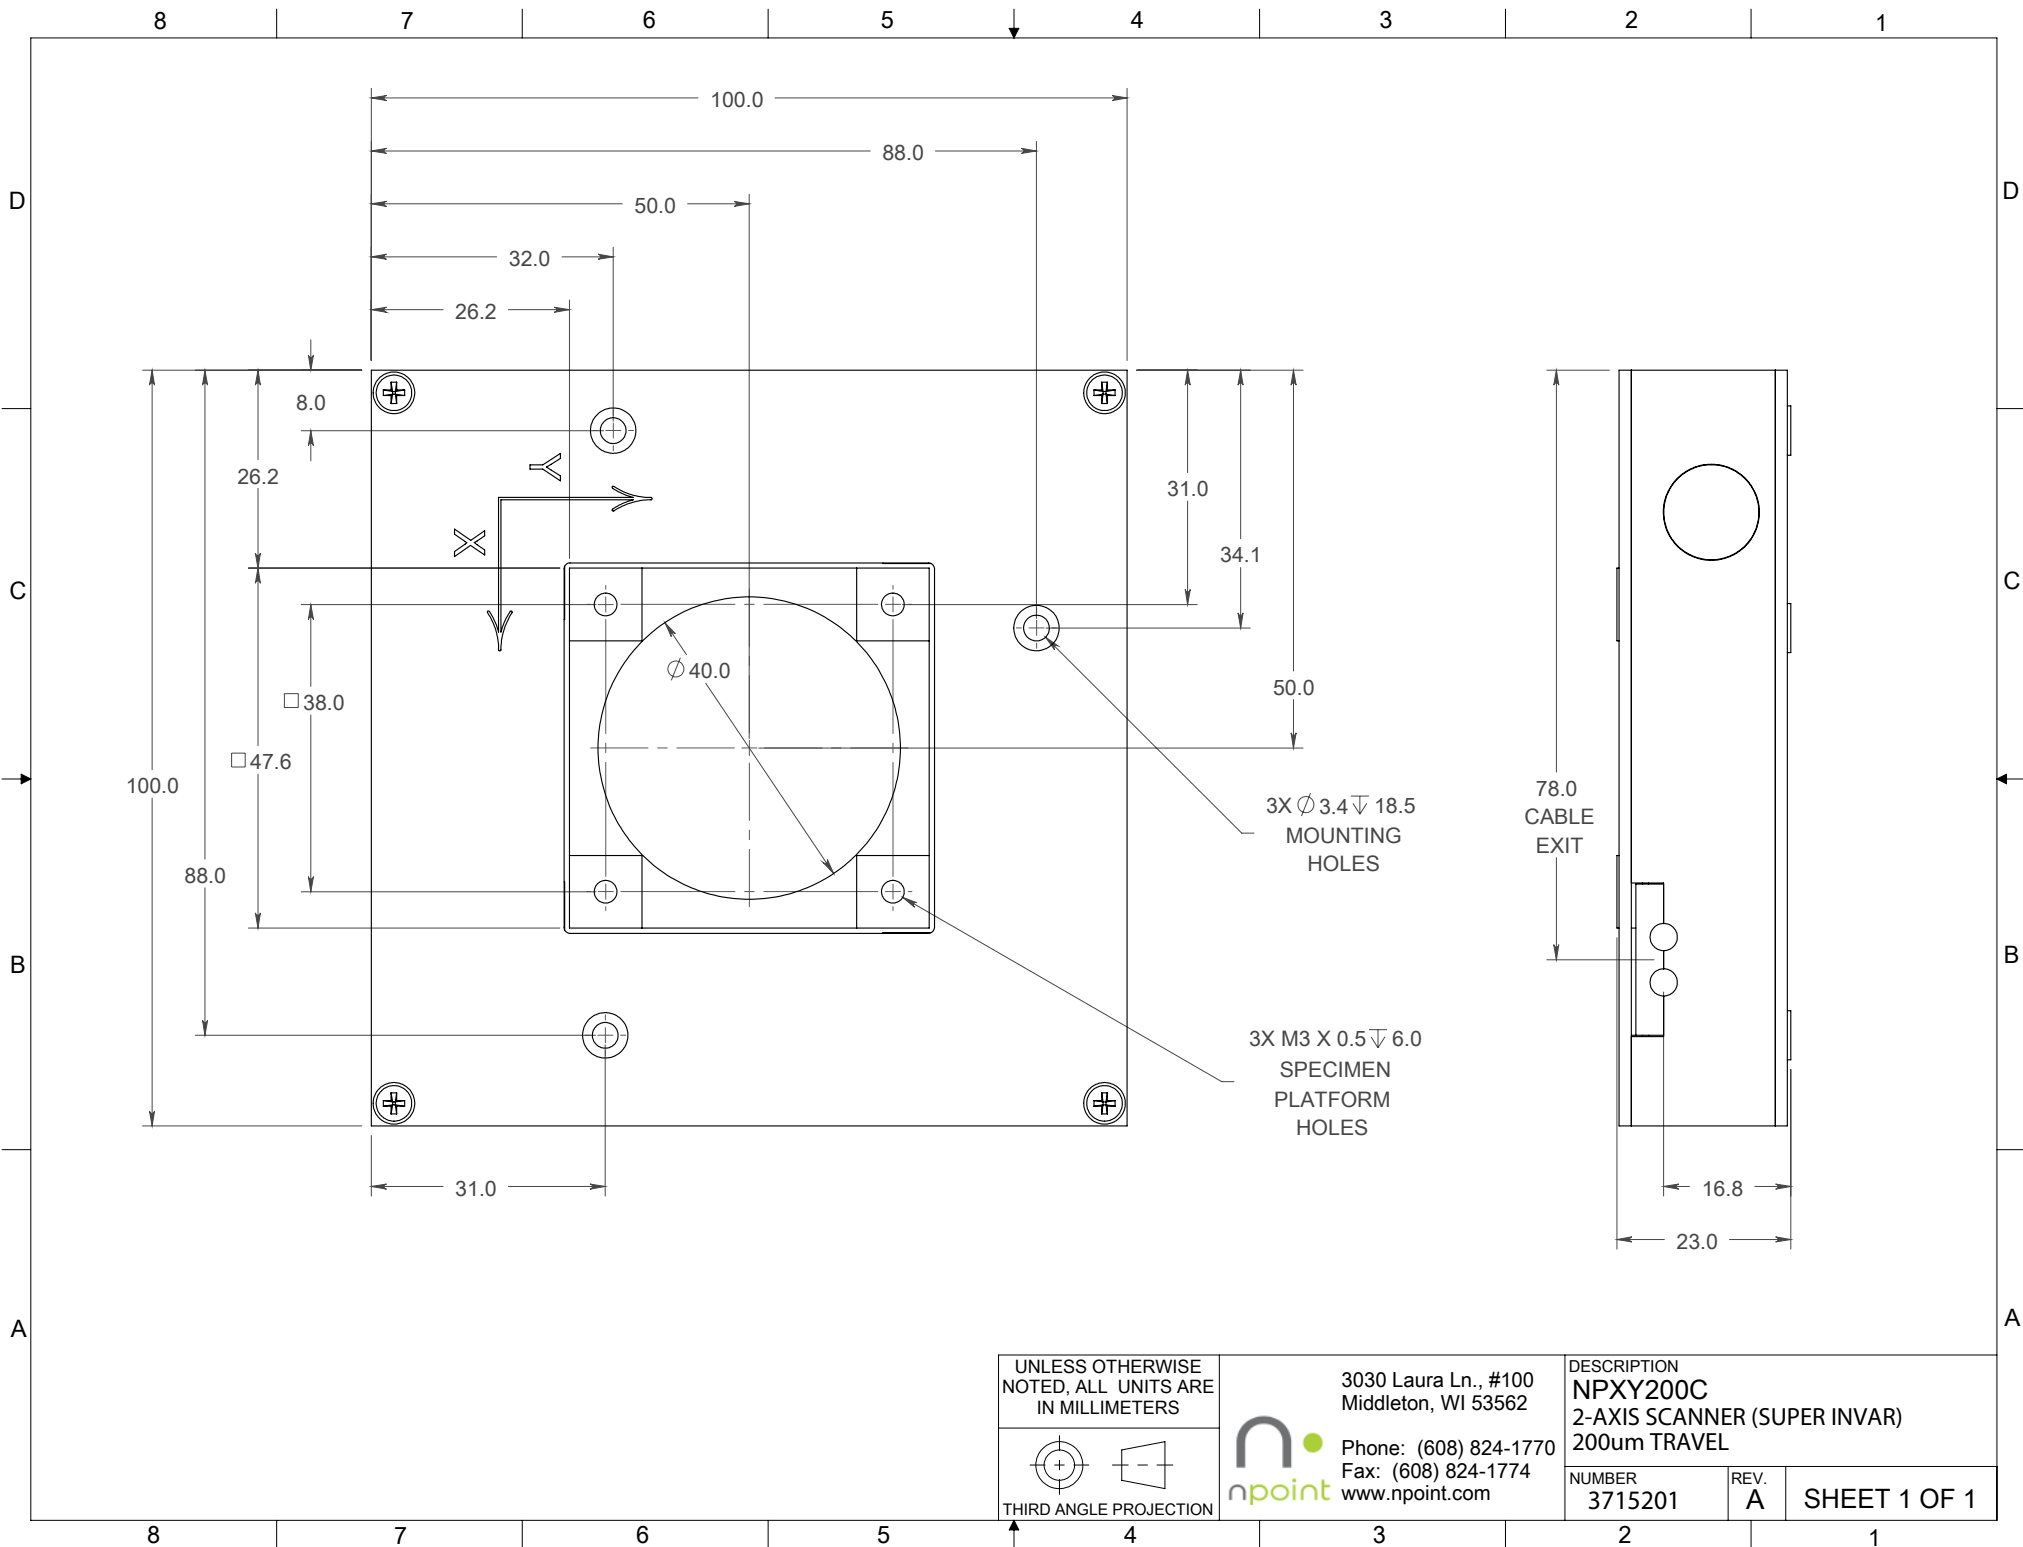 8 7 6 5 4 3 2 1
100.0
88.0
D 50.0 D
32.0
26.2
8.0
Y
26.2 31.0
X
34.1
C C
Ø 40.0
50.0
□ 38.0
□ 47.6
100.0
88.0
3X Ø 3.4 ↧ 18.5
MOUNTING
HOLES
78.0
CABLE
EXIT
B B
3X M3 X 0.5 ↧ 6.0
SPECIMEN
PLATFORM
HOLES
31.0
16.8
23.0
A A
UNLESS OTHERWISE
NOTED, ALL UNITS ARE
IN MILLIMETERS
THIRD ANGLE PROJECTION
npoint
3030 Laura Ln., #100
Middleton, WI 53562
Phone: (608) 824-1770
Fax: (608) 824-1774
www.npoint.com
DESCRIPTION
NPXY200C
2-AXIS SCANNER (SUPER INVAR)
200um TRAVEL
NUMBER
3715201
REV.
A
SHEET 1 OF 1
8 7 6 5 4 3 2 1